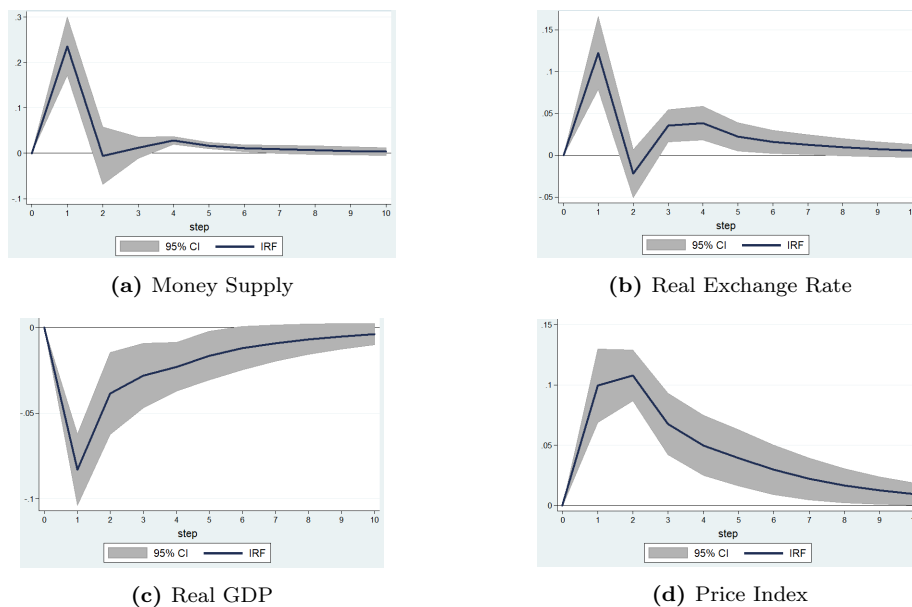 .3
.2
.1
0
-.1
0 1 2 3 4 5 6 7 8 9 10
step
95% CI IRF
(a) Money Supply
.15
.1
.05
0
-.05
0 1 2 3 4 5 6 7 8 9
step
95% CI IRF
(b) Real Exchange Rate
0
-.05
-.1
0 1 2 3 4 5 6 7 8 9 10
step
95% CI IRF
(c) Real GDP
.15
.1
.05
0
0 1 2 3 4 5 6 7 8 9
step
95% CI IRF
(d) Price Index